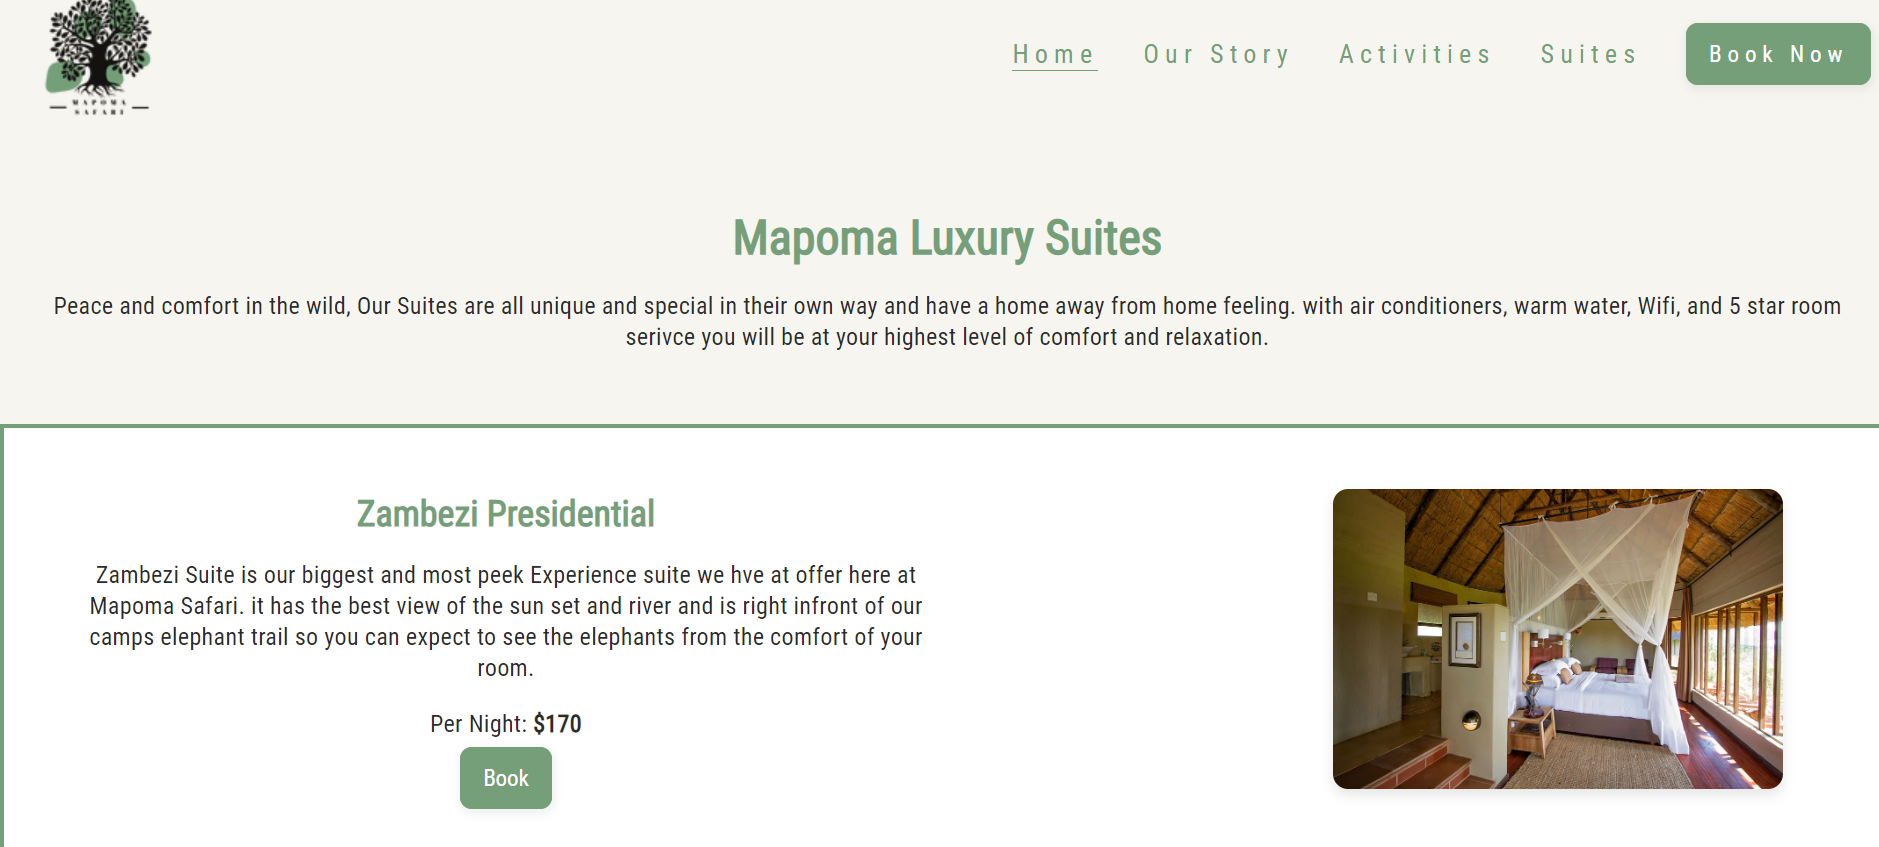 MAPOMA
SAFARI
Home Our Story Activities Suites Book Now
Mapoma Luxury Suites
Peace and comfort in the wild, Our Suites are all unique and special in their own way and have a home away from home feeling. with air conditioners, warm water, Wifi, and 5 star room
serivce you will be at your highest level of comfort and relaxation.
Zambezi Presidential
Zambezi Suite is our biggest and most peek Experience suite we hve at offer here at
Mapoma Safari. it has the best view of the sun set and river and is right infront of our
camps elephant trail so you can expect to see the elephants from the comfort of your
room.
Per Night: $170
Book